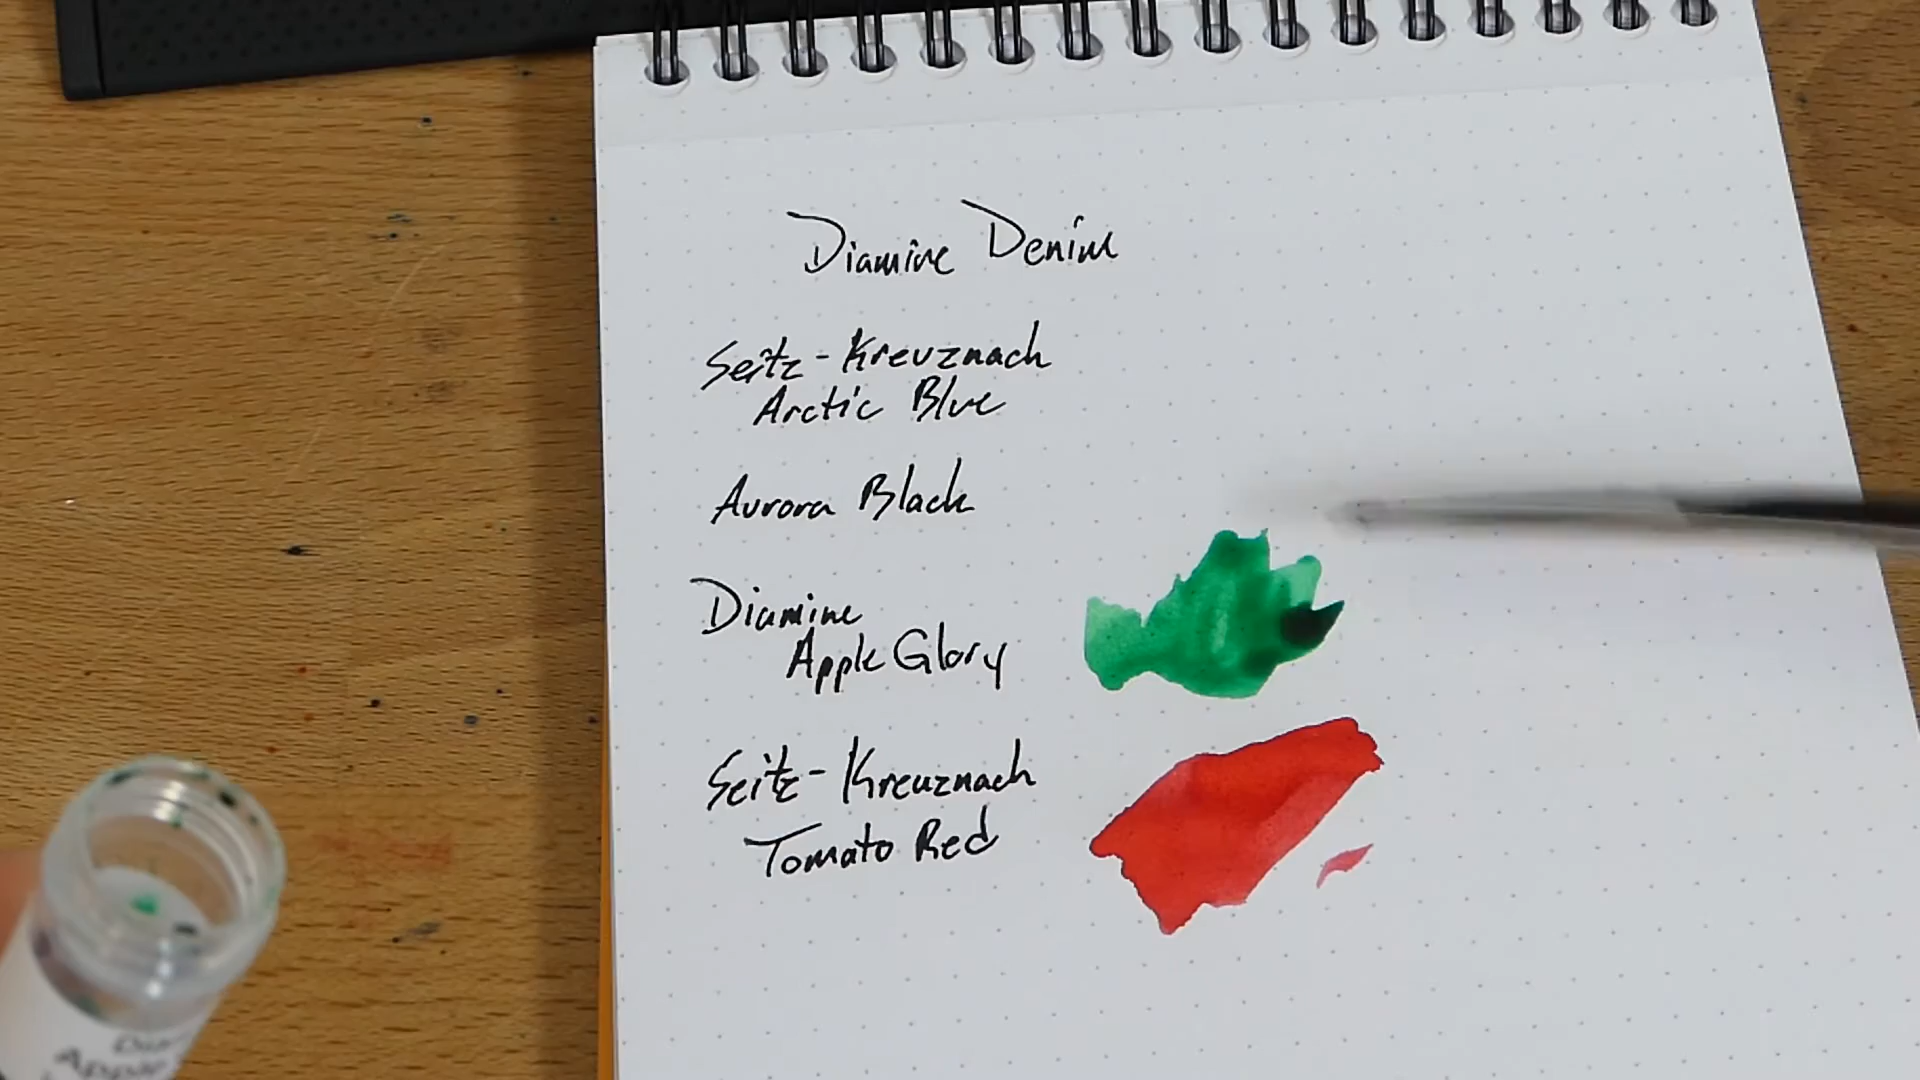 Diamine Denim
Seitz-Kreuznach
Arctic Blue
Aurora Black
Diamine
Apple Glory
Seitz-Kreuznach
Tomato Red